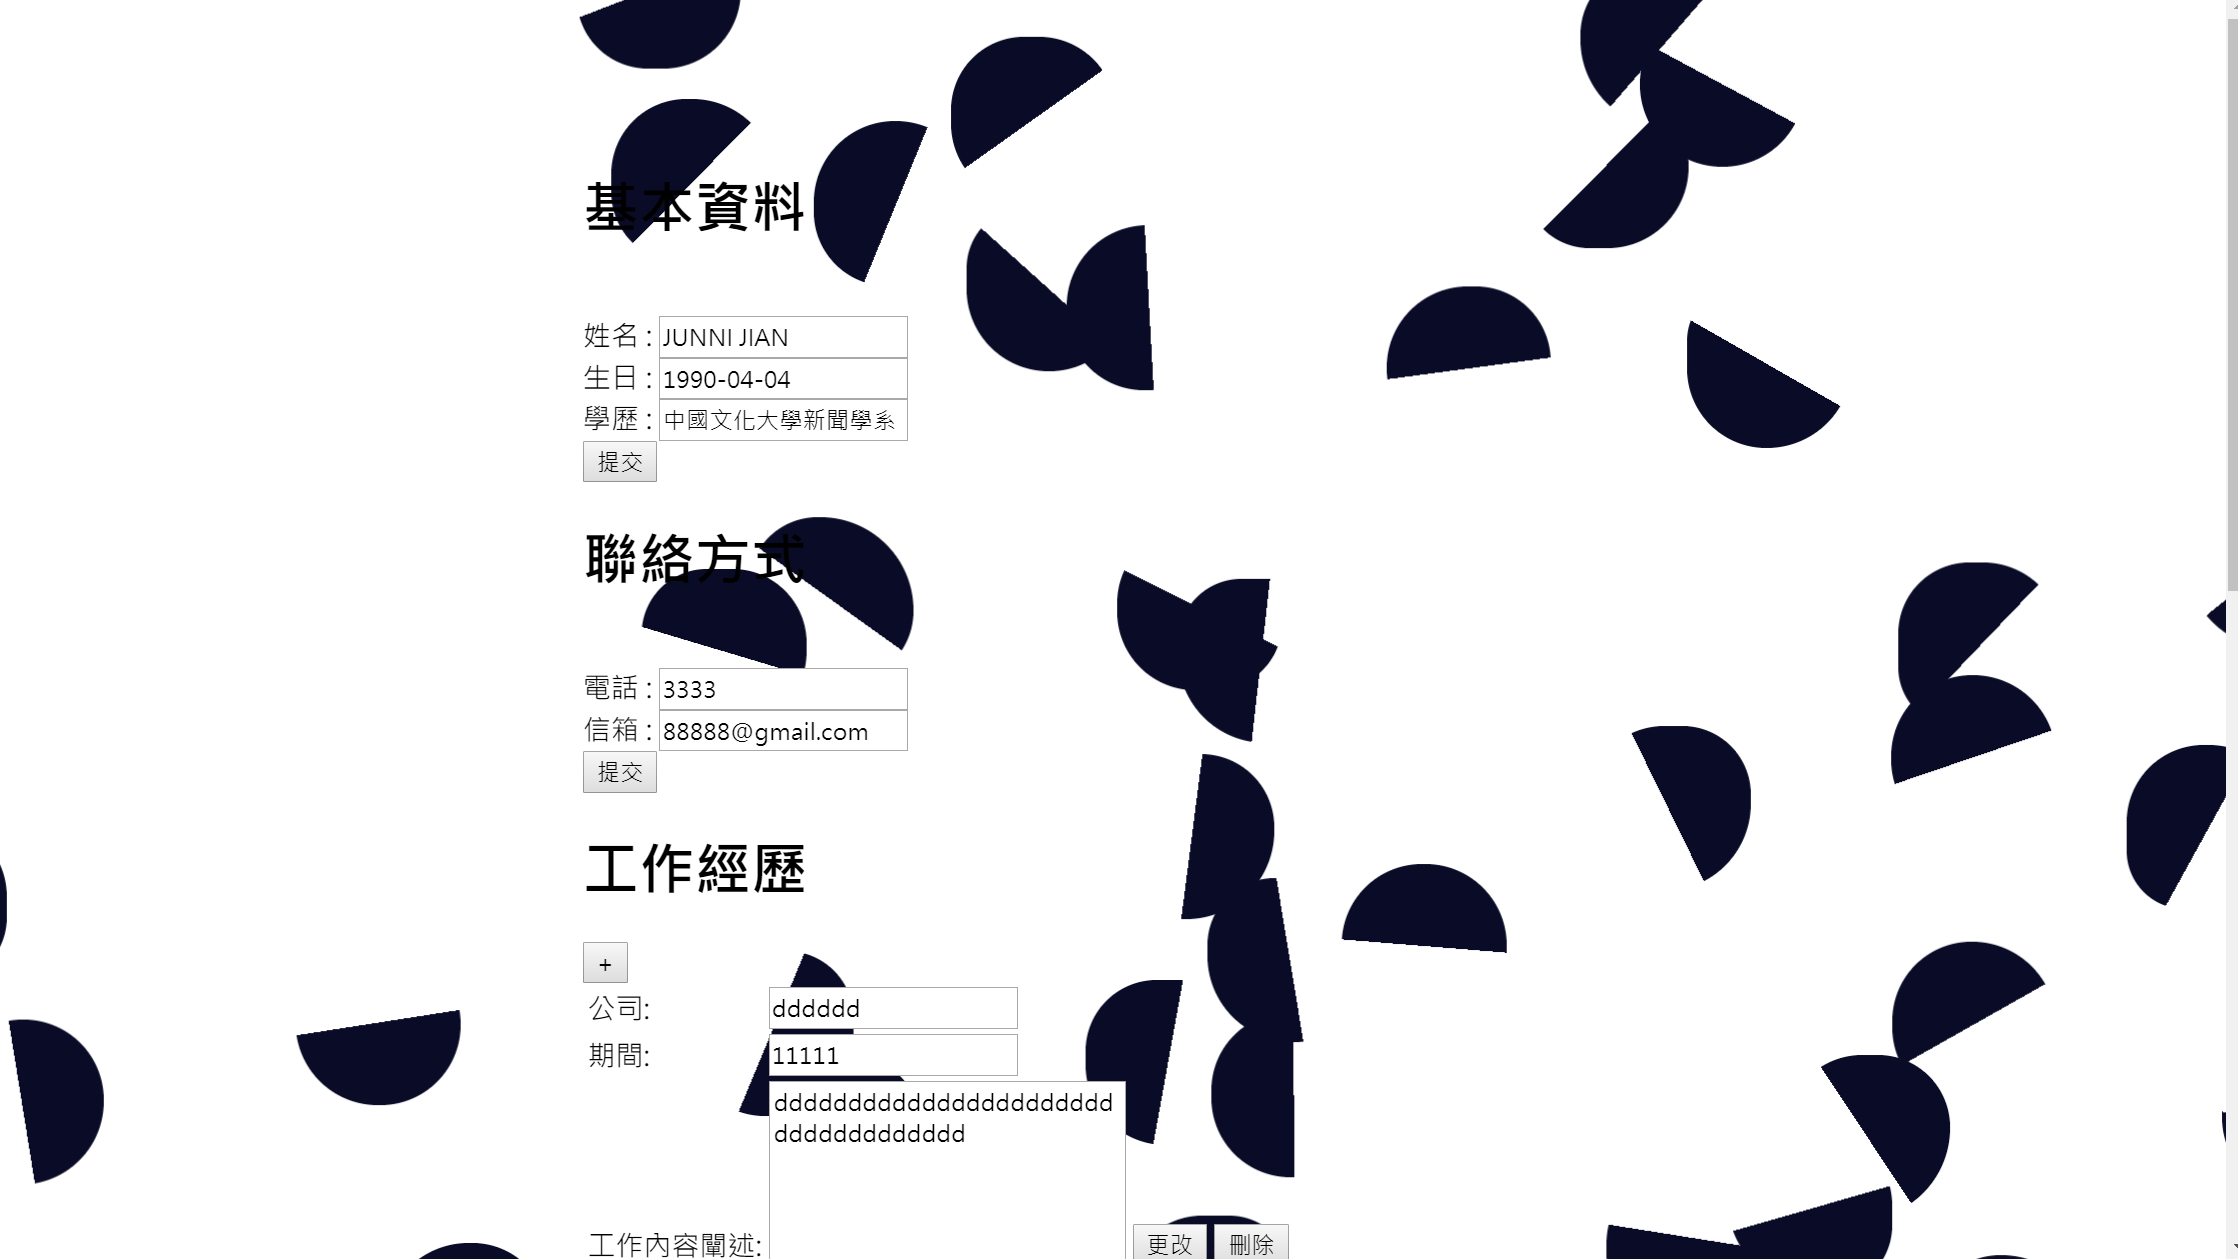 基本資料
姓名 : JUNNI JIAN
生日 : 1990-04-04
學歷 : 中國文化大學新聞學系
提交
聯絡方式
電話 : 3333
信箱 : 88888@gmail.com
提交
工作經歷
+
公司: dddddd
期間: 11111
ddddddddddddddddddddddd
ddddddddddddd
工作內容闡述: 更改 刪除